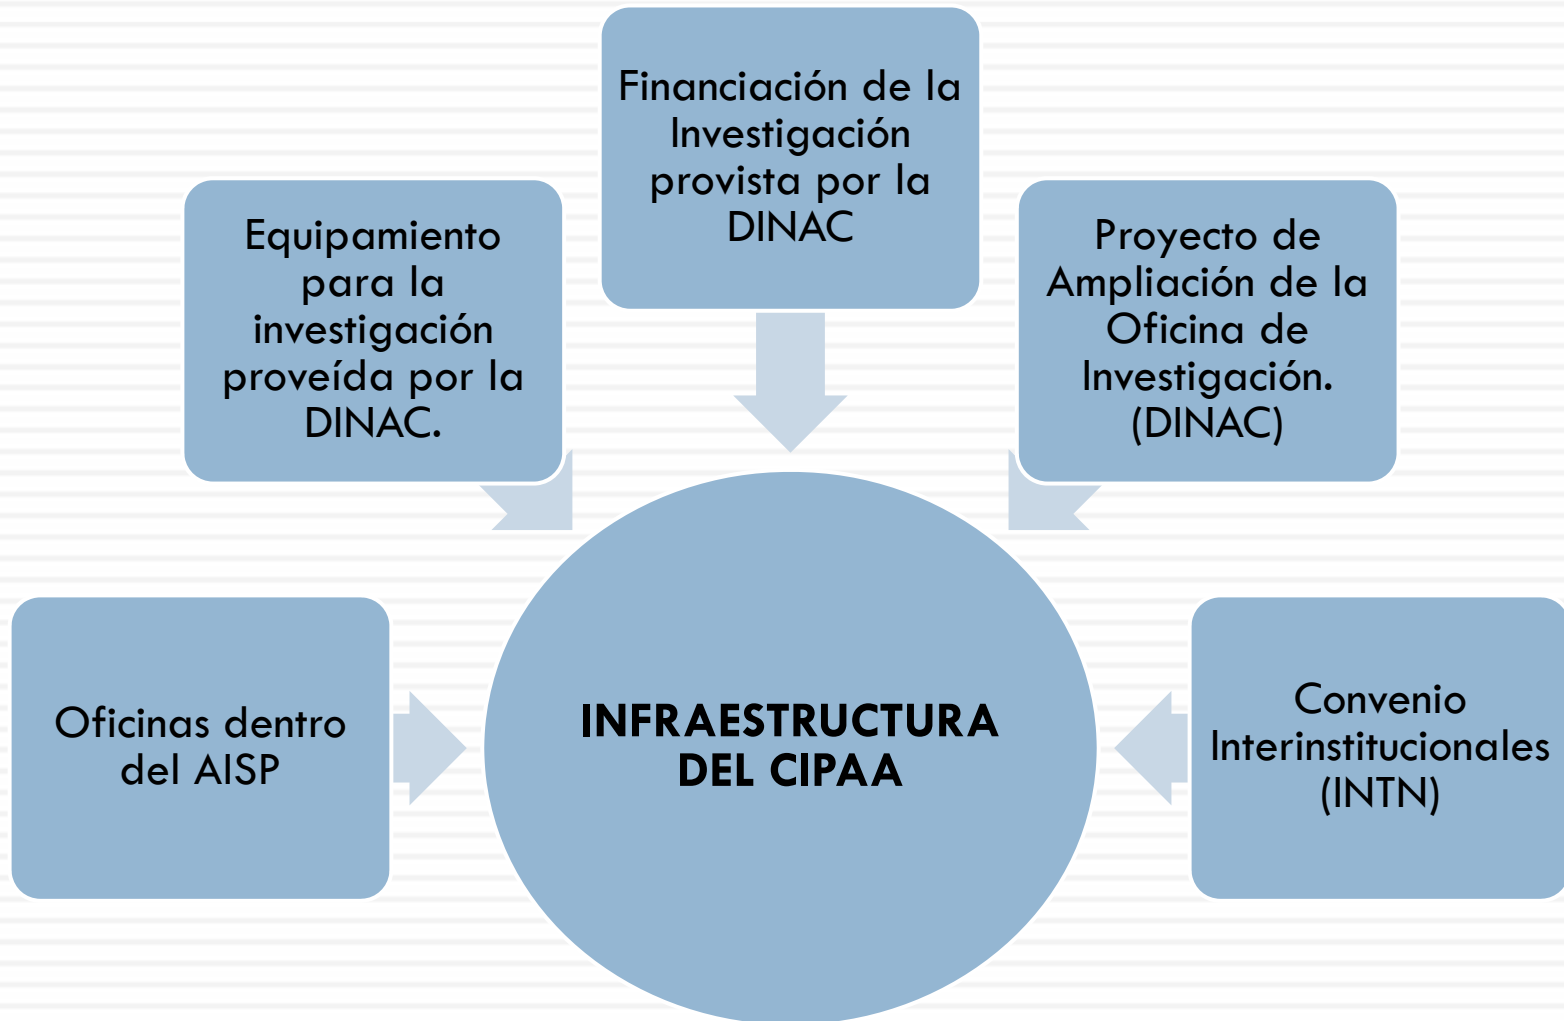 Financiación de la
Investigación
provista por la
DINAC
Equipamiento
para la
investigación
proveída por la
DINAC.
Proyecto de
Ampliación de la
Oficina de
Investigación.
(DINAC)
Oficinas dentro
del AISP
INFRAESTRUCTURA
DEL CIPAA
Convenio
Interinstitucionales
(INTN)